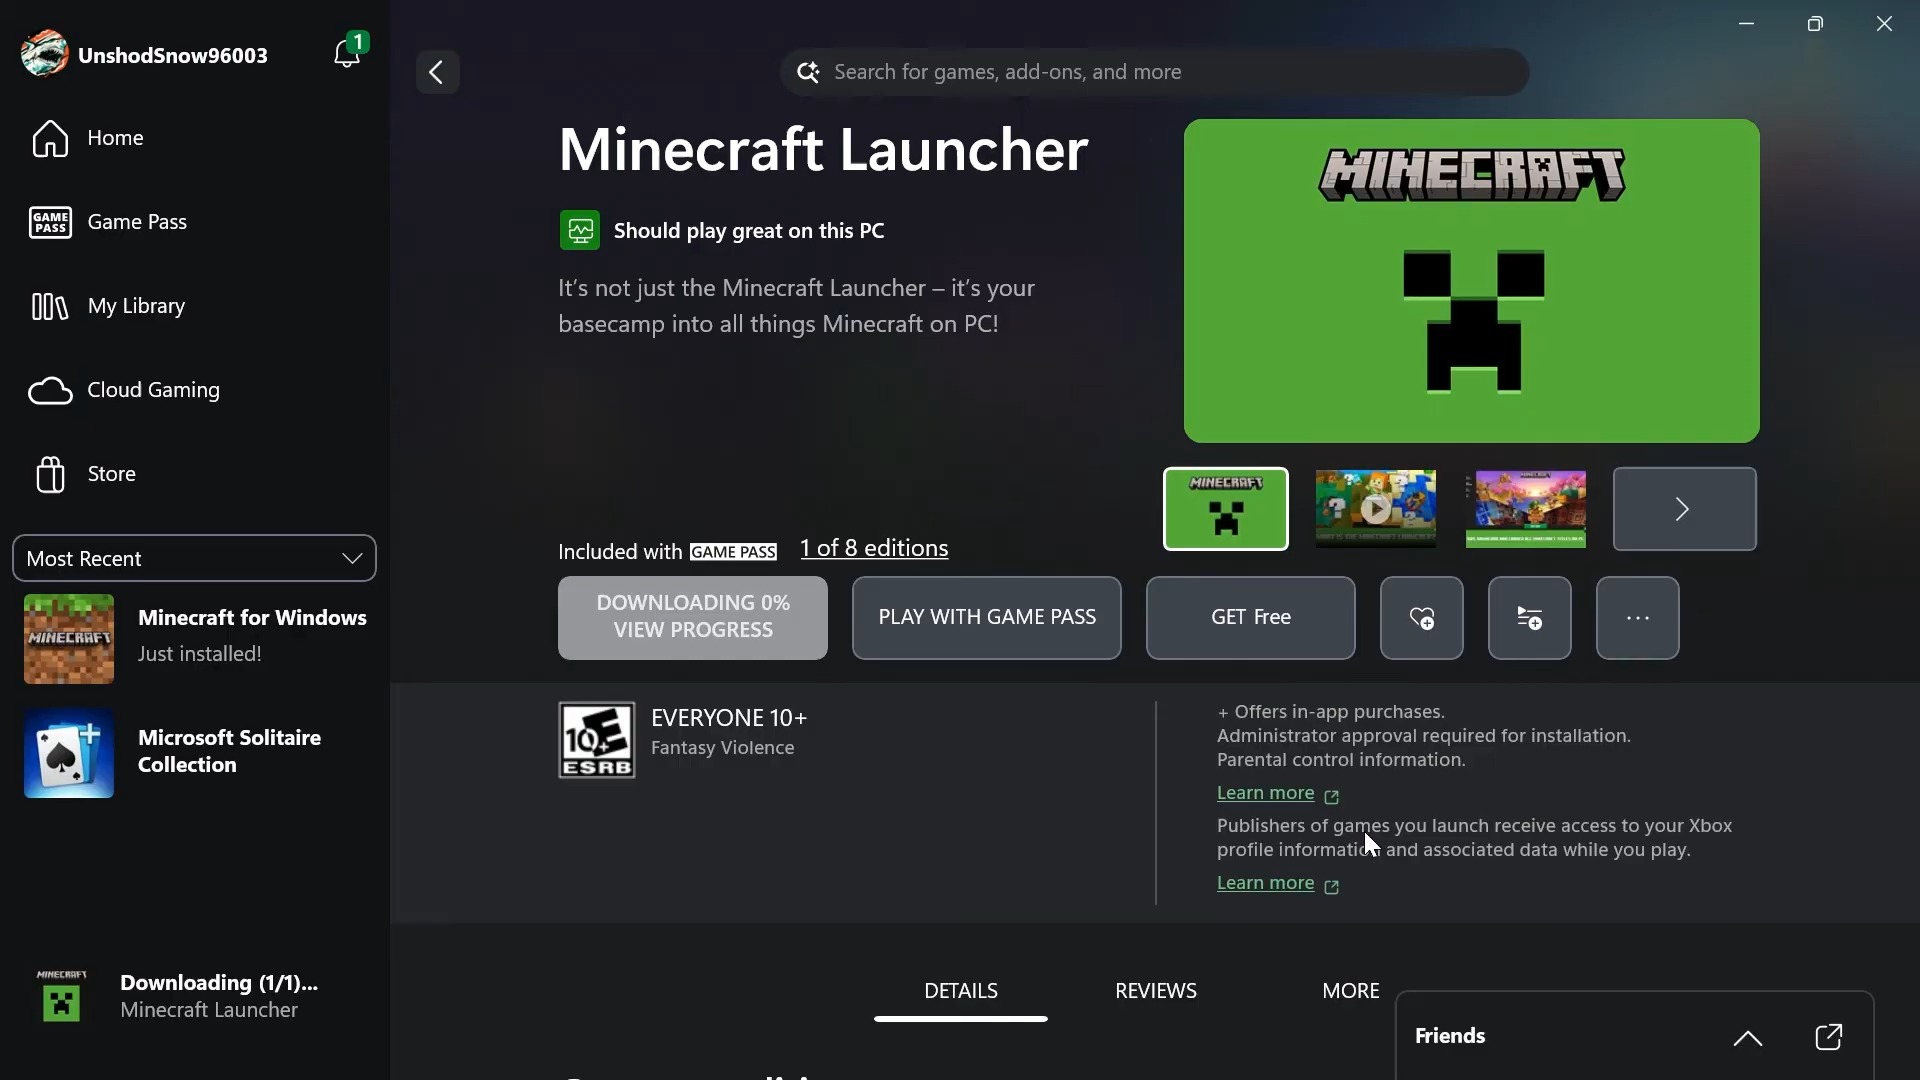 UnshodSnow96003
1
Home
GAME PASS
Game Pass
My Library
Cloud Gaming
Store
Most Recent
MINECRAFT
Minecraft for Windows
Just installed!
Microsoft Solitaire
Collection
MINECRAFT
Downloading (1/1)...
Minecraft Launcher
Search for games, add-ons, and more
Minecraft Launcher
Should play great on this PC
It's not just the Minecraft Launcher – it's your
basecamp into all things Minecraft on PC!
MINECRAFT
MINECRAFT
Included with GAME PASS 1 of 8 editions
DOWNLOADING 0%
VIEW PROGRESS
PLAY WITH GAME PASS
GET Free
10+
ESRB
EVERYONE 10+
Fantasy Violence
+ Offers in-app purchases.
Administrator approval required for installation.
Parental control information.
Learn more
Publishers of games you launch receive access to your Xbox
profile information and associated data while you play.
Learn more
DETAILS
REVIEWS
MORE
Friends